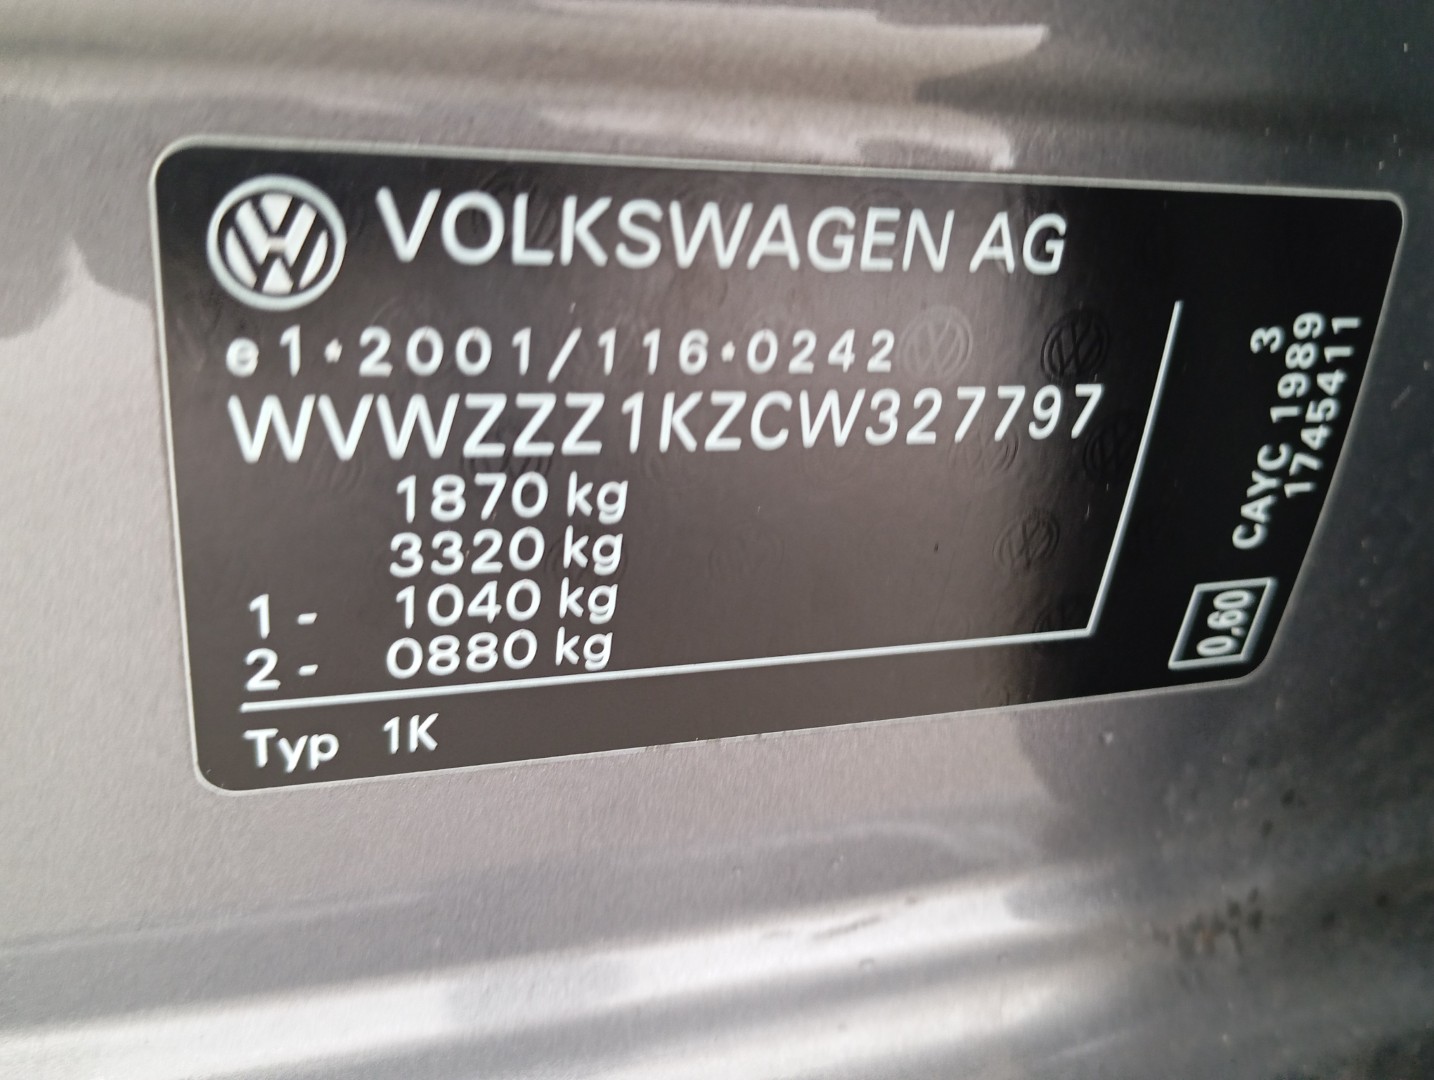 VOLKSWAGEN AG
e1*2001/116*0242
WVWZZZ1KZCW327797
1870 kg
3320 kg
1 - 1040 kg
2 - 0880 kg
Typ 1K
3
CAYC 1989
1745411
0,60